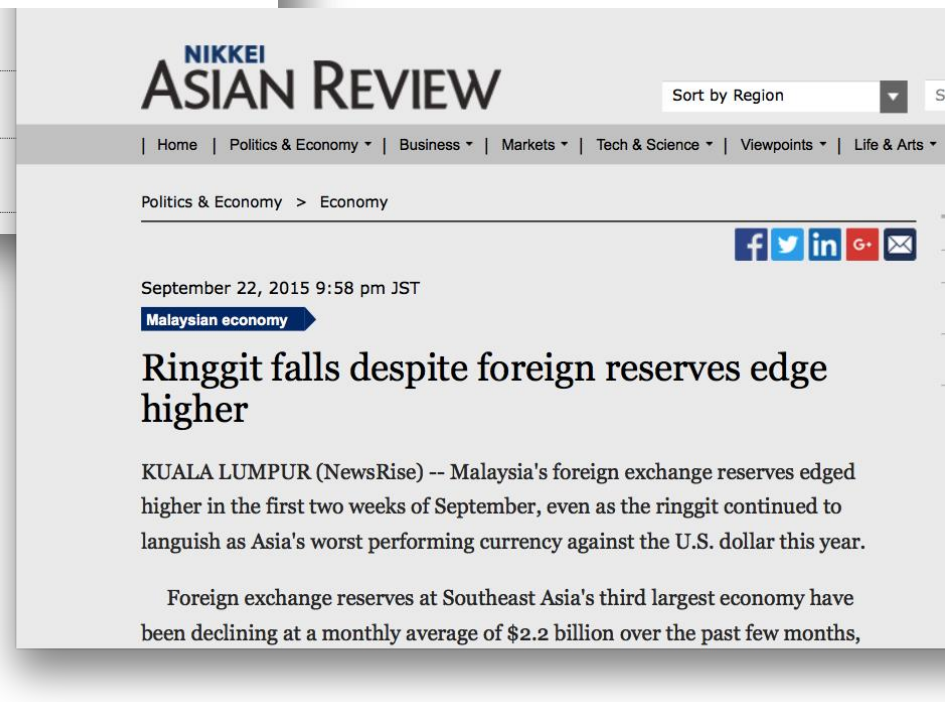 NIKKEI
ASIAN REVIEW
Sort by Region
S
| Home | Politics & Economy | Business | Markets | Tech & Science | Viewpoints | Life & Arts
Politics & Economy > Economy
f in G+
September 22, 2015 9:58 pm JST
Malaysian economy
Ringgit falls despite foreign reserves edge
higher
KUALA LUMPUR (NewsRise) -- Malaysia's foreign exchange reserves edged
higher in the first two weeks of September, even as the ringgit continued to
languish as Asia's worst performing currency against the U.S. dollar this year.
Foreign exchange reserves at Southeast Asia's third largest economy have
been declining at a monthly average of $2.2 billion over the past few months,